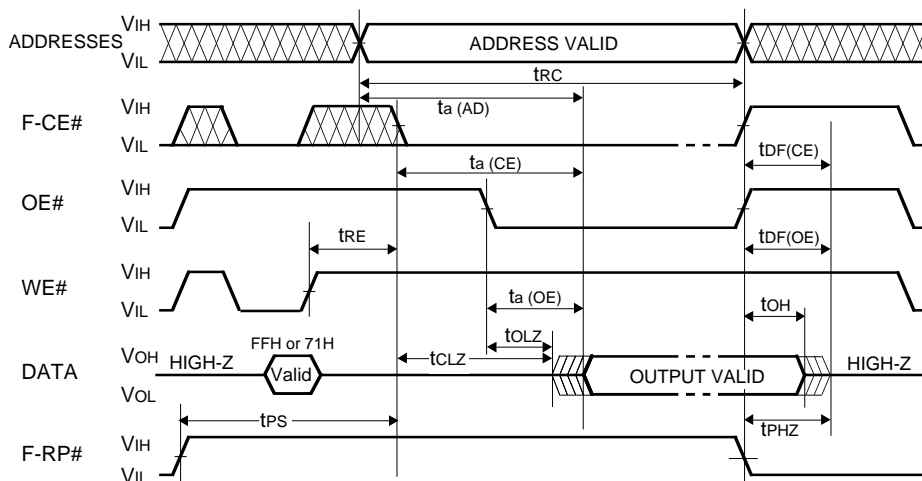 ADDRESSES VIH VIL ADDRESS VALID
tRC
F-CE# VIH VIL ta (AD)
tDF(CE)
ta (CE)
OE# VIH VIL
tRE tDF(OE)
WE# VIH VIL
ta (OE) tOH
tOLZ
FFH or 71H
tCLZ
DATA VOH VOL HIGH-Z Valid OUTPUT VALID HIGH-Z
tPS tPHZ
F-RP# VIH VIL